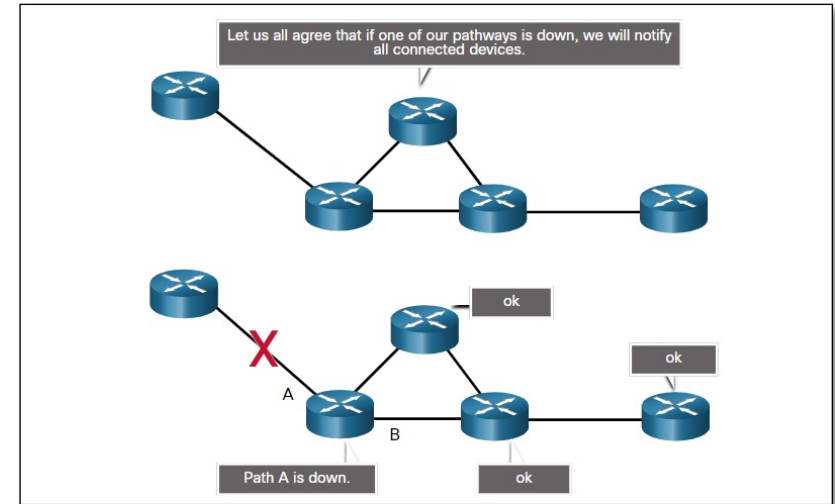 Let us all agree that if one of our pathways is down, we will notify
all connected devices.
ok
ok
A
B
Path A is down.
ok